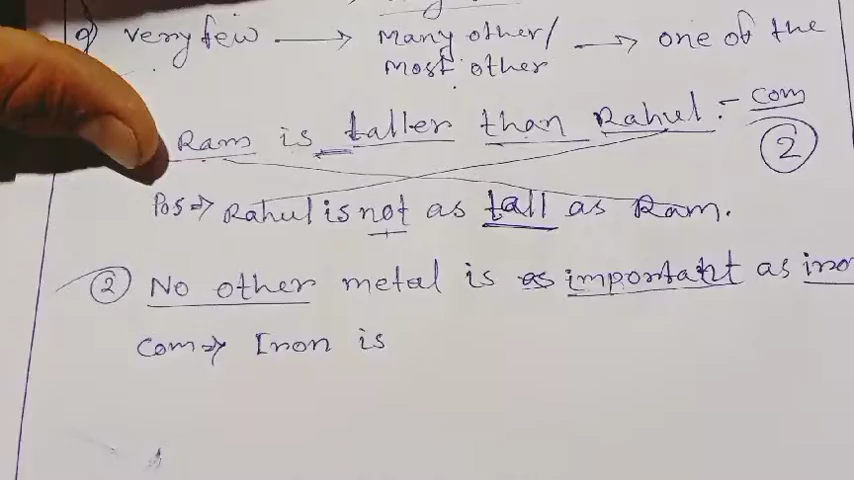 9) very few → many other/ → one of the
most other
Ram is taller than Rahul :- com
2
Pos ⇒ Rahul is not as tall as Ram.
2 No other metal is as important as iro
com ⇒ Iron is